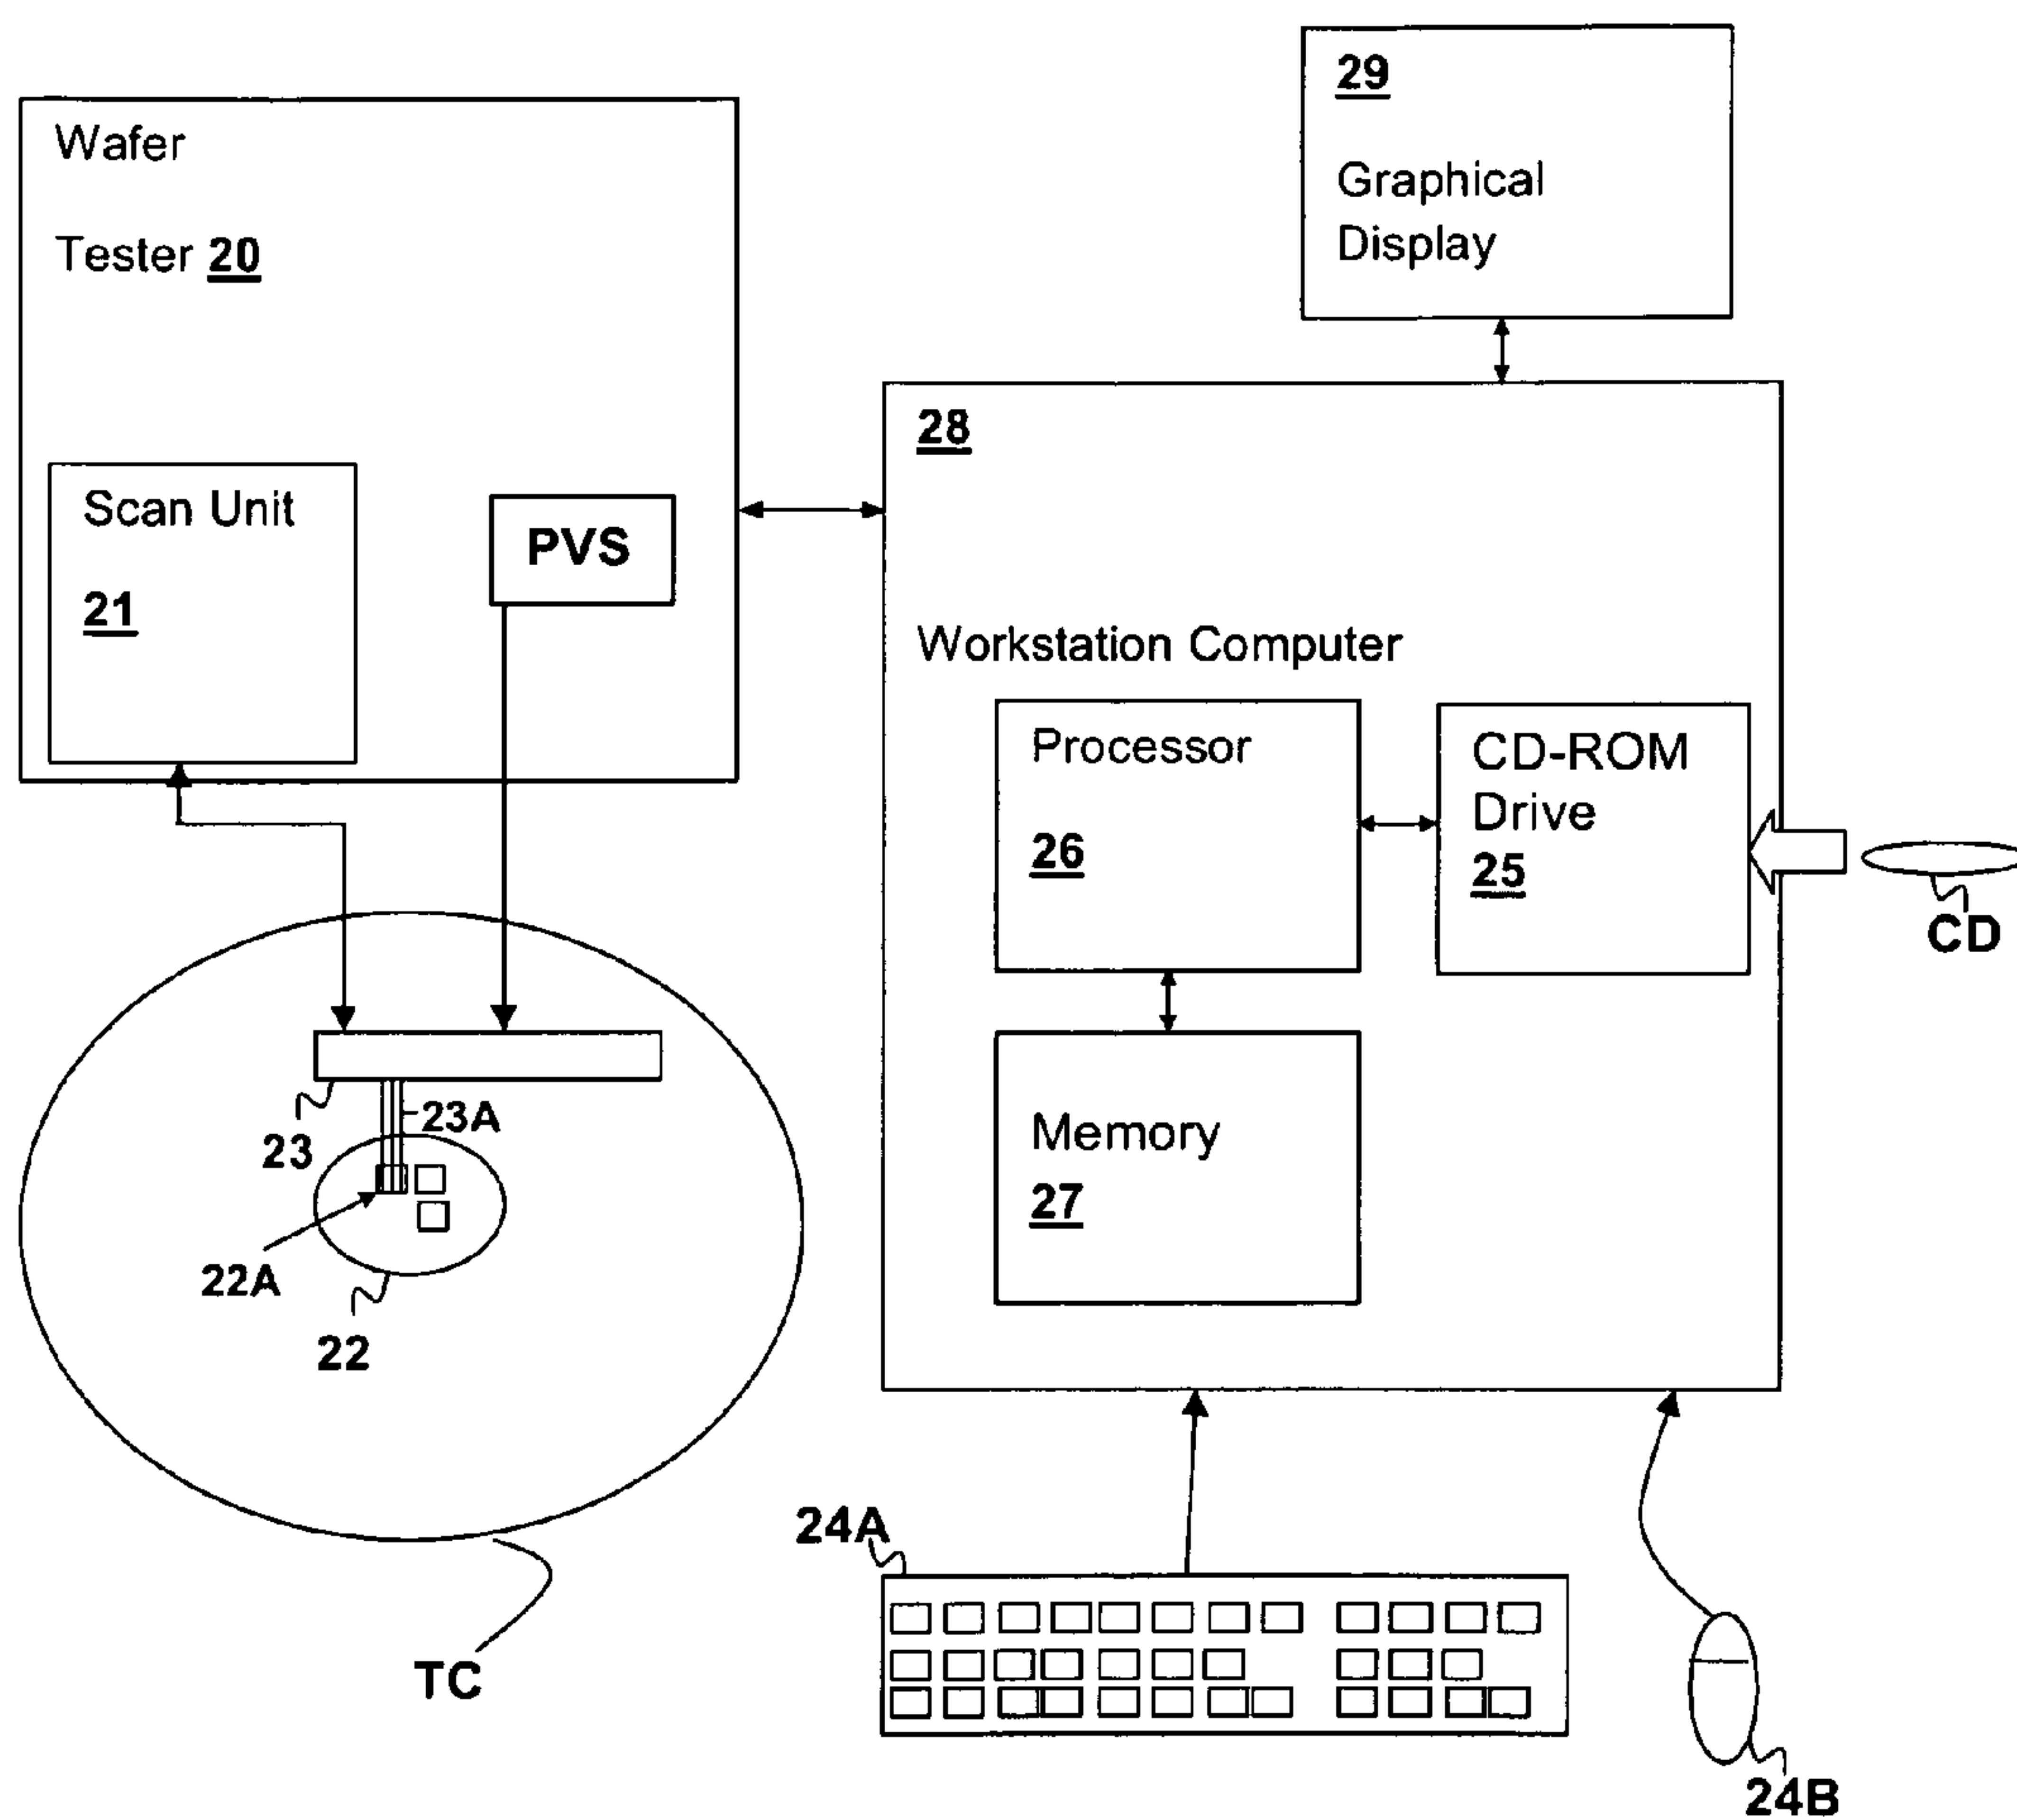 Wafer
Tester 20
Scan Unit
21
PVS
29
Graphical
Display
28
Workstation Computer
Processor
26
CD-ROM
Drive
25
CD
Memory
27
23
23A
22A
22
TC
24A
24B